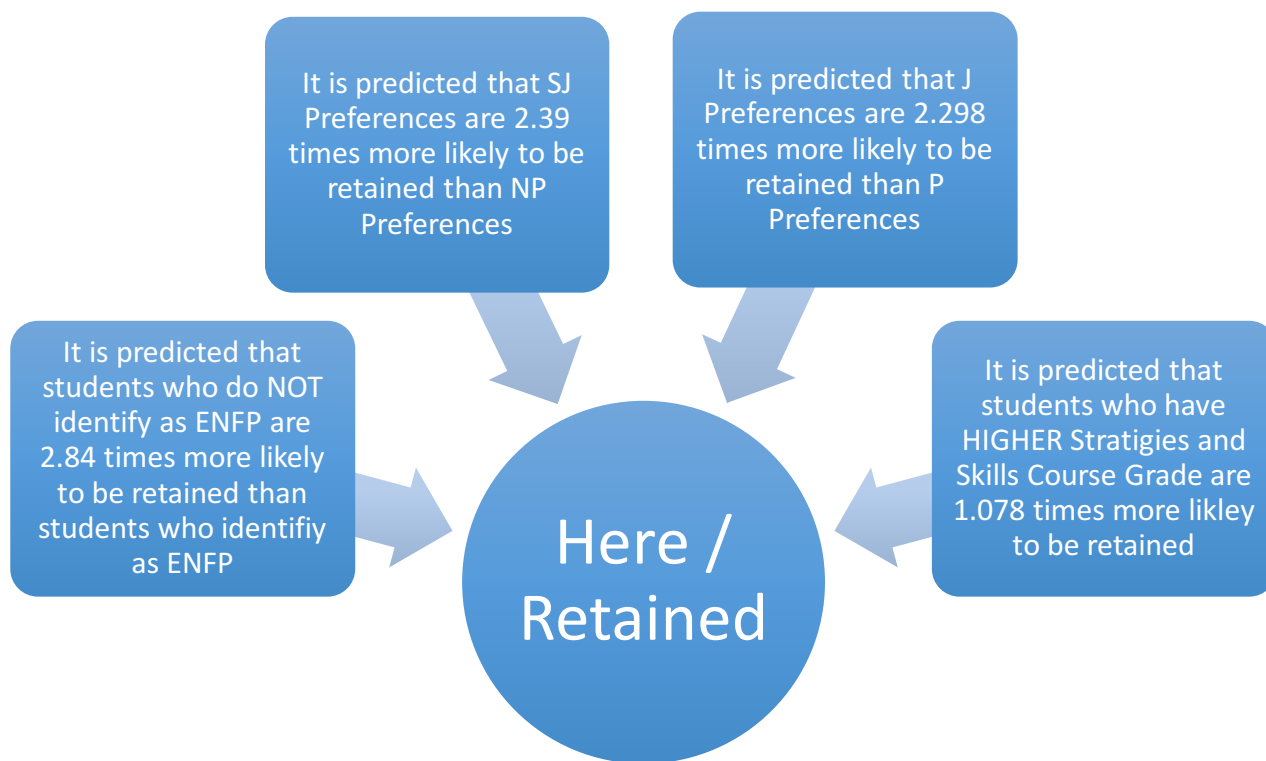 It is predicted that SJ
Preferences are 2.39
times more likely to be
retained than NP
Preferences
It is predicted that J
Preferences are 2.298
times more likely to be
retained than P
Preferences
It is predicted that
students who do NOT
identify as ENFP are
2.84 times more likely
to be retained than
students who identifiy
as ENFP
It is predicted that
students who have
HIGHER Stratigies and
Skills Course Grade are
1.078 times more likley
to be retained
Here /
Retained